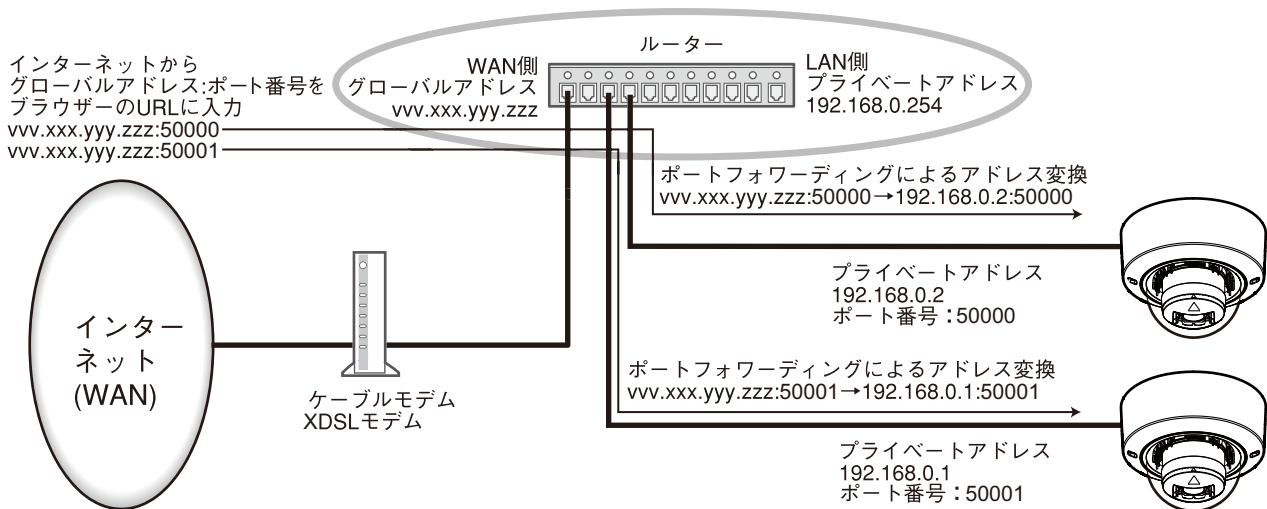 ルーター
インターネットから
グローバルアドレス:ポート番号を
ブラウザーのURLに入力
vvv.xxx.yyy.zzz:50000
vvv.xxx.yyy.zzz:50001
WAN側
グローバルアドレス
vvv.xxx.yyy.zzz
LAN側
プライベートアドレス
192.168.0.254
ポートフォワーディングによるアドレス変換
vvv.xxx.yyy.zzz:50000→192.168.0.2:50000
プライベートアドレス
192.168.0.2
ポート番号：50000
インター
ネット
(WAN)
ケーブルモデム
XDSLモデム
ポートフォワーディングによるアドレス変換
vvv.xxx.yyy.zzz:50001→192.168.0.1:50001
プライベートアドレス
192.168.0.1
ポート番号：50001